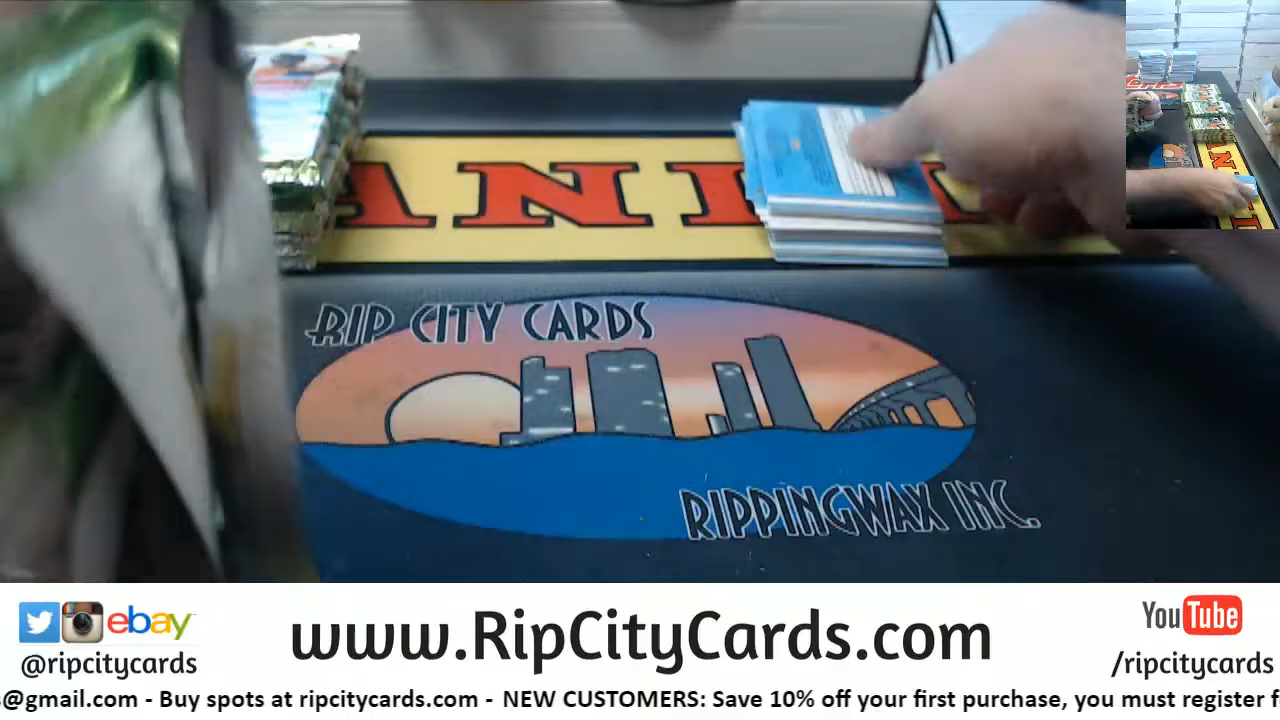 ANI
RIP CITY CARDS
RIPPINGWAX INC.
ebay
www.RipCityCards.com
YouTube
@ripcitycards
/ripcitycards
s@gmail.com - Buy spots at ripcitycards.com - NEW CUSTOMERS: Save 10% off your first purchase, you must register f